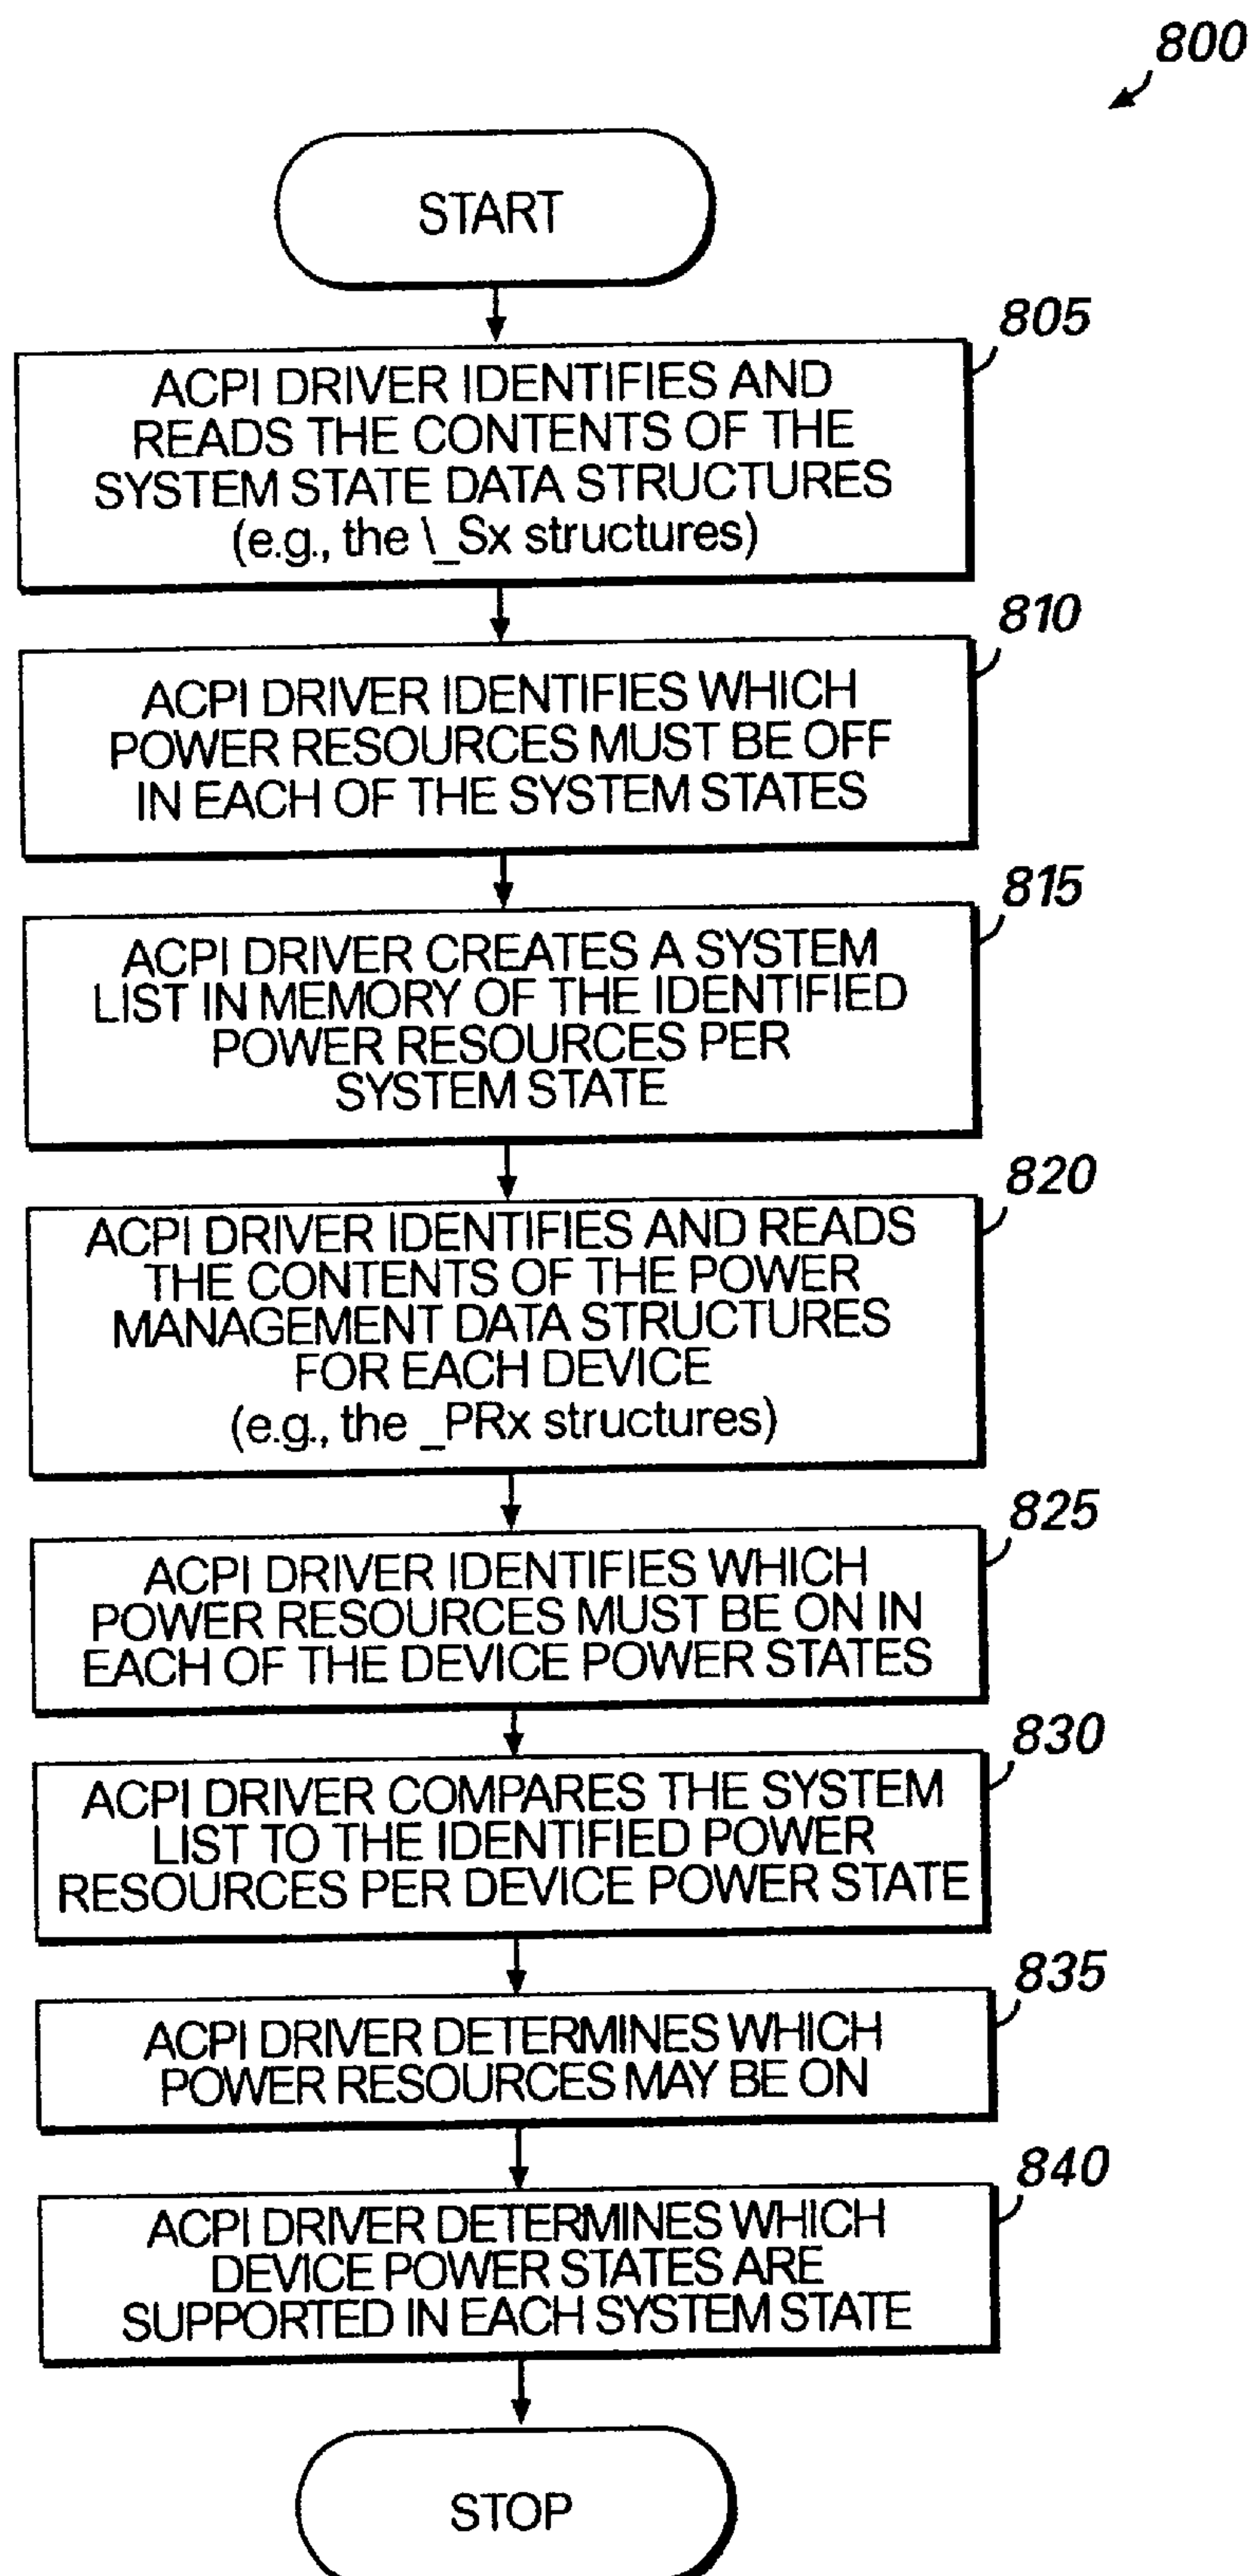 800
START
805
ACPI DRIVER IDENTIFIES AND
READS THE CONTENTS OF THE
SYSTEM STATE DATA STRUCTURES
(e.g., the \_Sx structures)
810
ACPI DRIVER IDENTIFIES WHICH
POWER RESOURCES MUST BE OFF
IN EACH OF THE SYSTEM STATES
815
ACPI DRIVER CREATES A SYSTEM
LIST IN MEMORY OF THE IDENTIFIED
POWER RESOURCES PER
SYSTEM STATE
820
ACPI DRIVER IDENTIFIES AND READS
THE CONTENTS OF THE POWER
MANAGEMENT DATA STRUCTURES
FOR EACH DEVICE
(e.g., the _PRx structures)
825
ACPI DRIVER IDENTIFIES WHICH
POWER RESOURCES MUST BE ON IN
EACH OF THE DEVICE POWER STATES
830
ACPI DRIVER COMPARES THE SYSTEM
LIST TO THE IDENTIFIED POWER
RESOURCES PER DEVICE POWER STATE
835
ACPI DRIVER DETERMINES WHICH
POWER RESOURCES MAY BE ON
840
ACPI DRIVER DETERMINES WHICH
DEVICE POWER STATES ARE
SUPPORTED IN EACH SYSTEM STATE
STOP